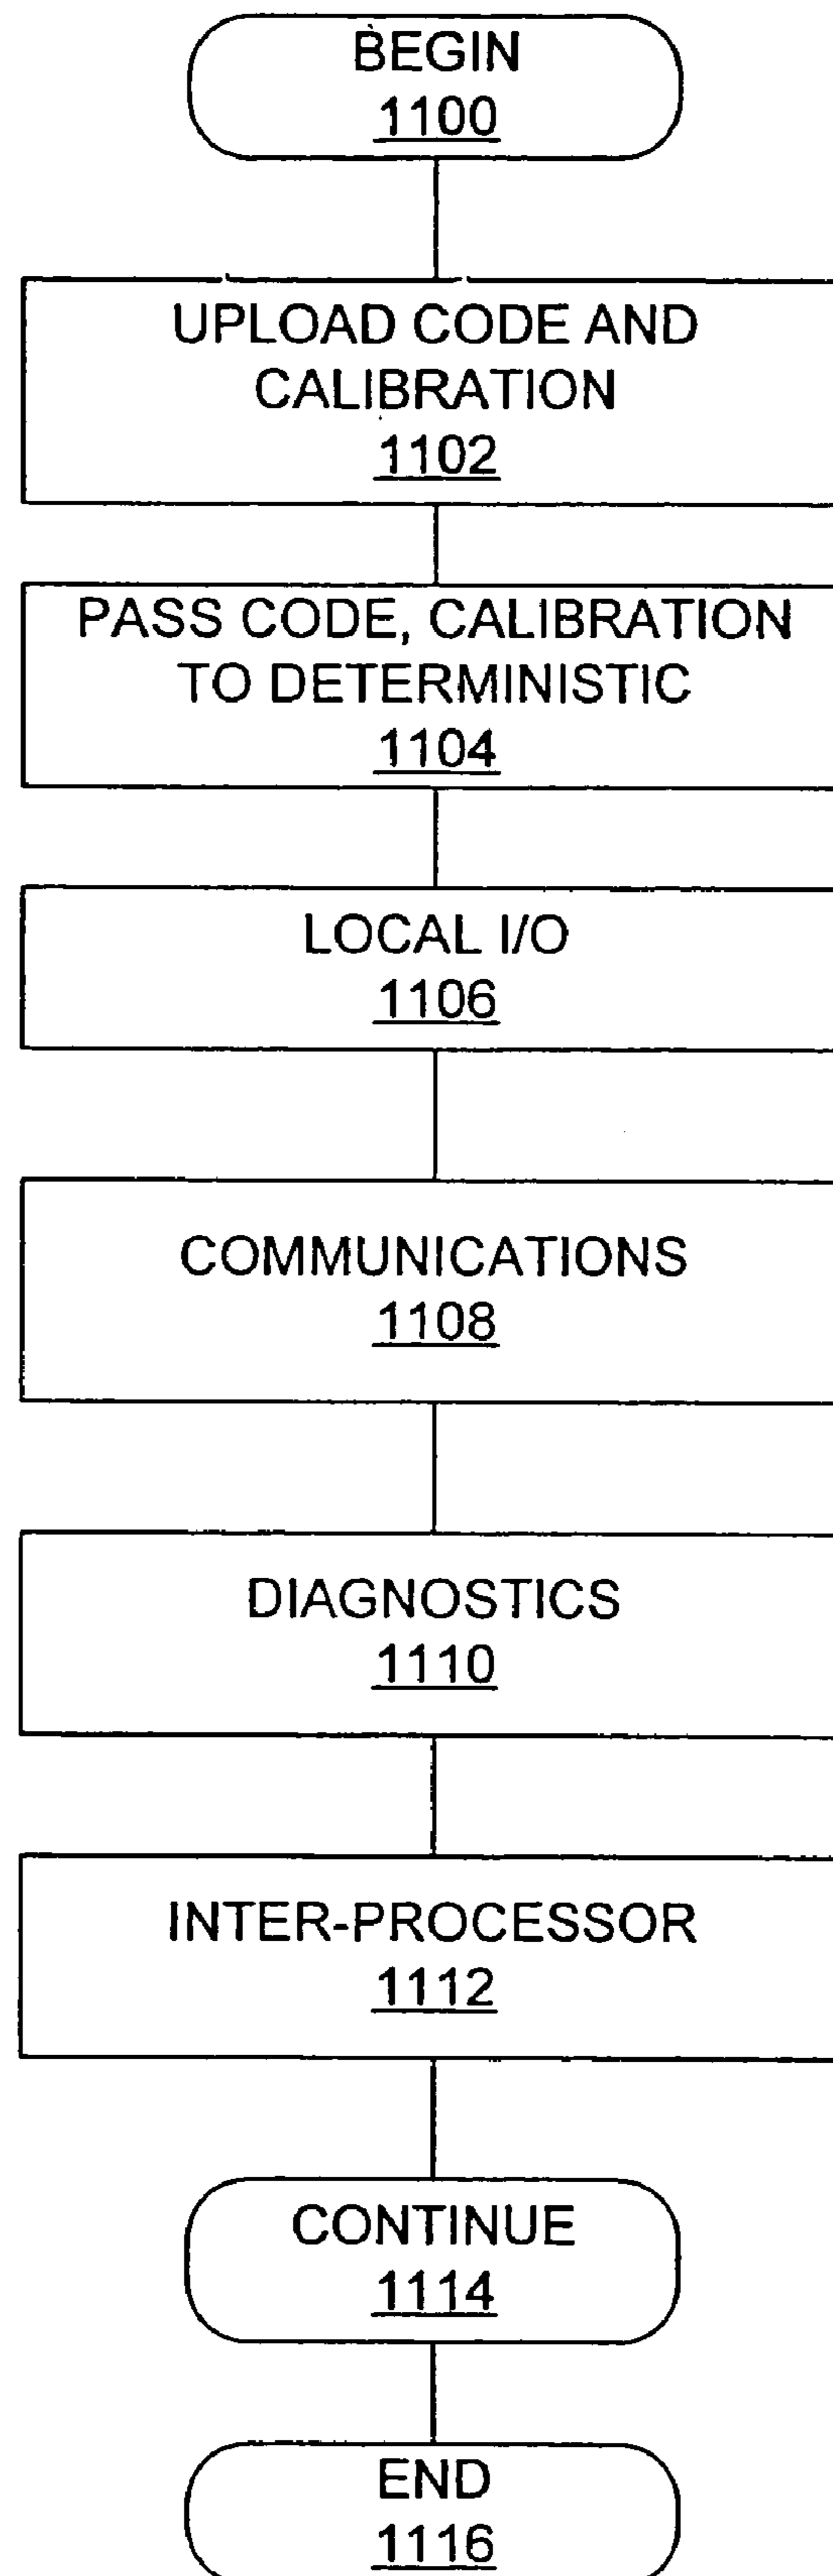 BEGIN
1100
UPLOAD CODE AND
CALIBRATION
1102
PASS CODE, CALIBRATION
TO DETERMINISTIC
1104
LOCAL I/O
1106
COMMUNICATIONS
1108
DIAGNOSTICS
1110
INTER-PROCESSOR
1112
CONTINUE
1114
END
1116